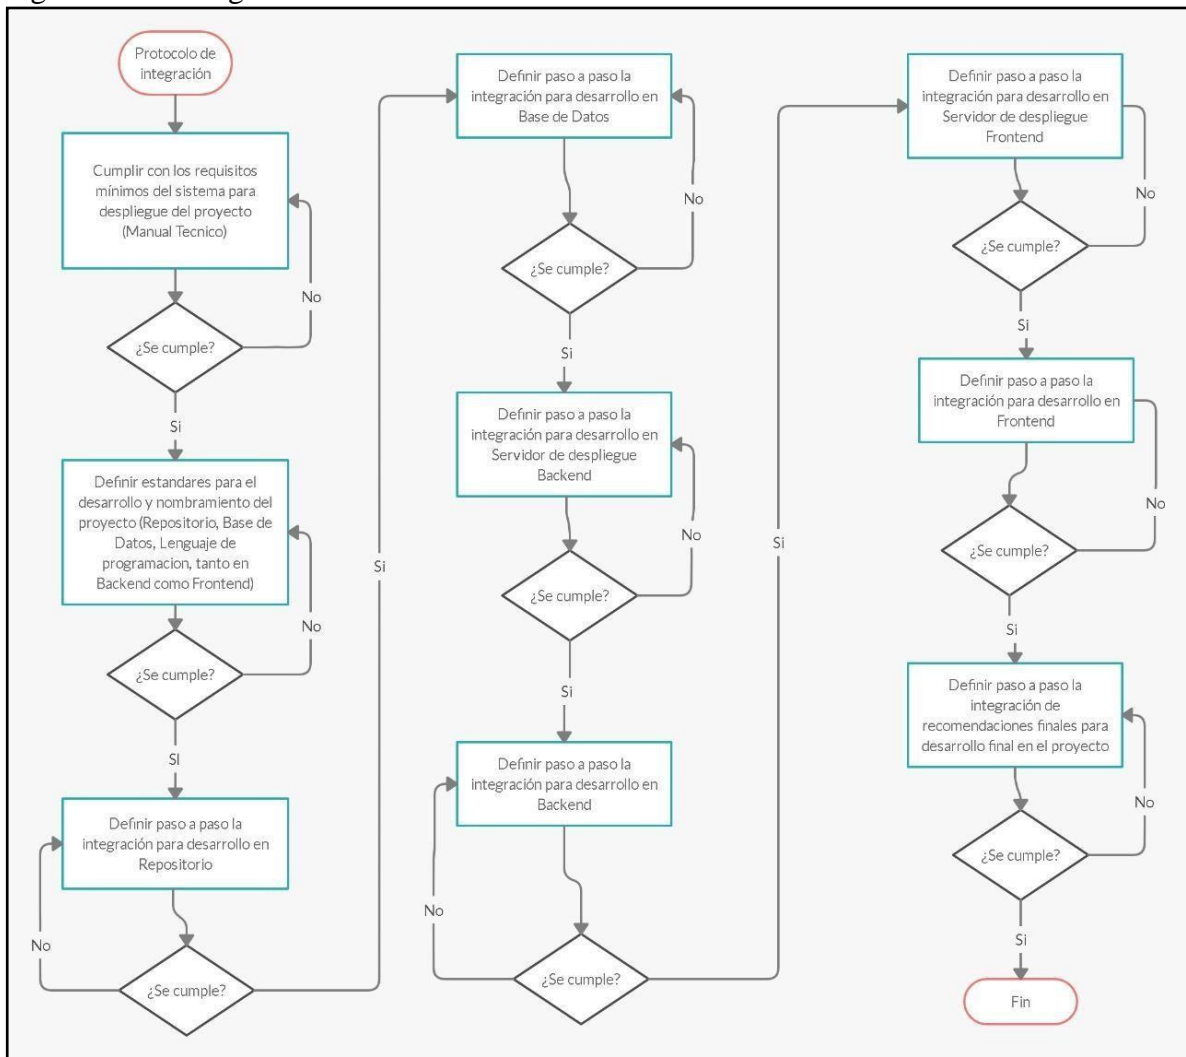 Protocolo de
integración
Cumplir con los requisitos
mínimos del sistema para
despliegue del proyecto
(Manual Tecnico)
No
¿Se cumple?
Si
Definir estandares para el
desarrollo y nombramiento del
proyecto (Repositorio, Base de
Datos, Lenguaje de
programacion, tanto en
Backend como Frontend)
No
¿Se cumple?
SI
Definir paso a paso la
integración para desarrollo en
Repositorio
No
¿Se cumple?
Si
Definir paso a paso la
integración para desarrollo en
Base de Datos
No
¿Se cumple?
Si
Definir paso a paso la
integración para desarrollo en
Servidor de despliegue
Backend
No
¿Se cumple?
Si
Definir paso a paso la
integración para desarrollo en
Backend
No
¿Se cumple?
Si
Definir paso a paso la
integración para desarrollo en
Servidor de despliegue
Frontend
No
¿Se cumple?
Si
Definir paso a paso la
integración para desarrollo en
Frontend
No
¿Se cumple?
Si
Definir paso a paso la
integración de
recomendaciones finales para
desarrollo final en el proyecto
No
¿Se cumple?
Si
Fin